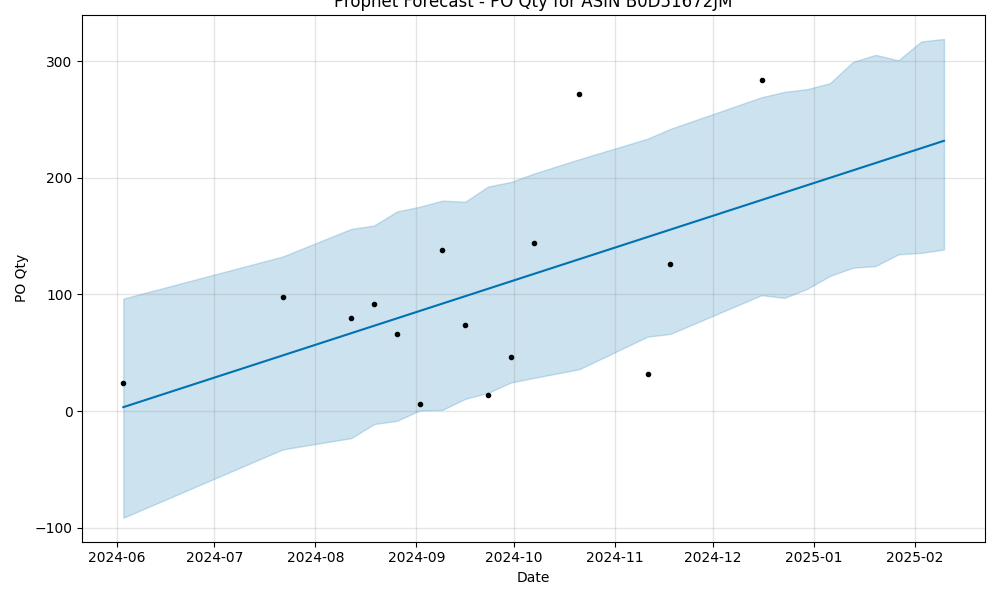 Prophet Forecast - PO Qty for ASIN B0D51672JM
300
200
100
0
−100
PO Qty
2024-06 2024-07 2024-08 2024-09 2024-10 2024-11 2024-12 2025-01 2025-02
Date